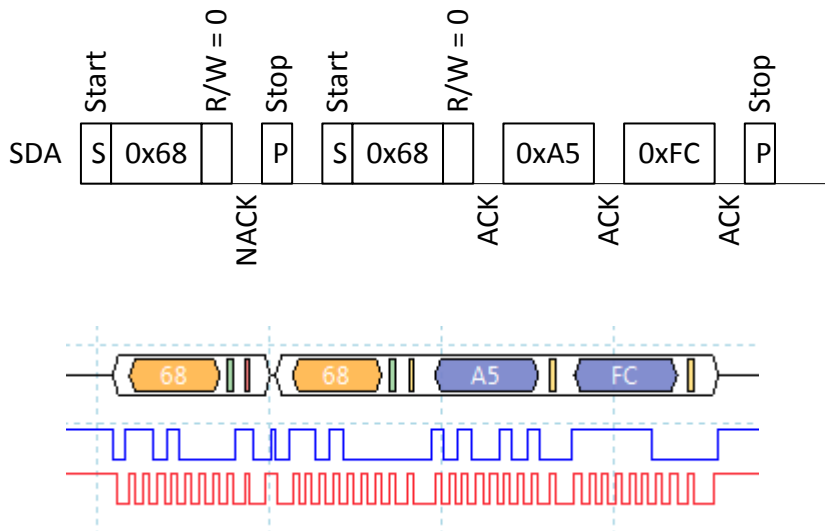 Start R/W = 0 Stop Start R/W = 0 Stop
SDA S 0x68 P S 0x68 0xA5 0xFC P
NACK ACK ACK ACK
68 68 A5 FC